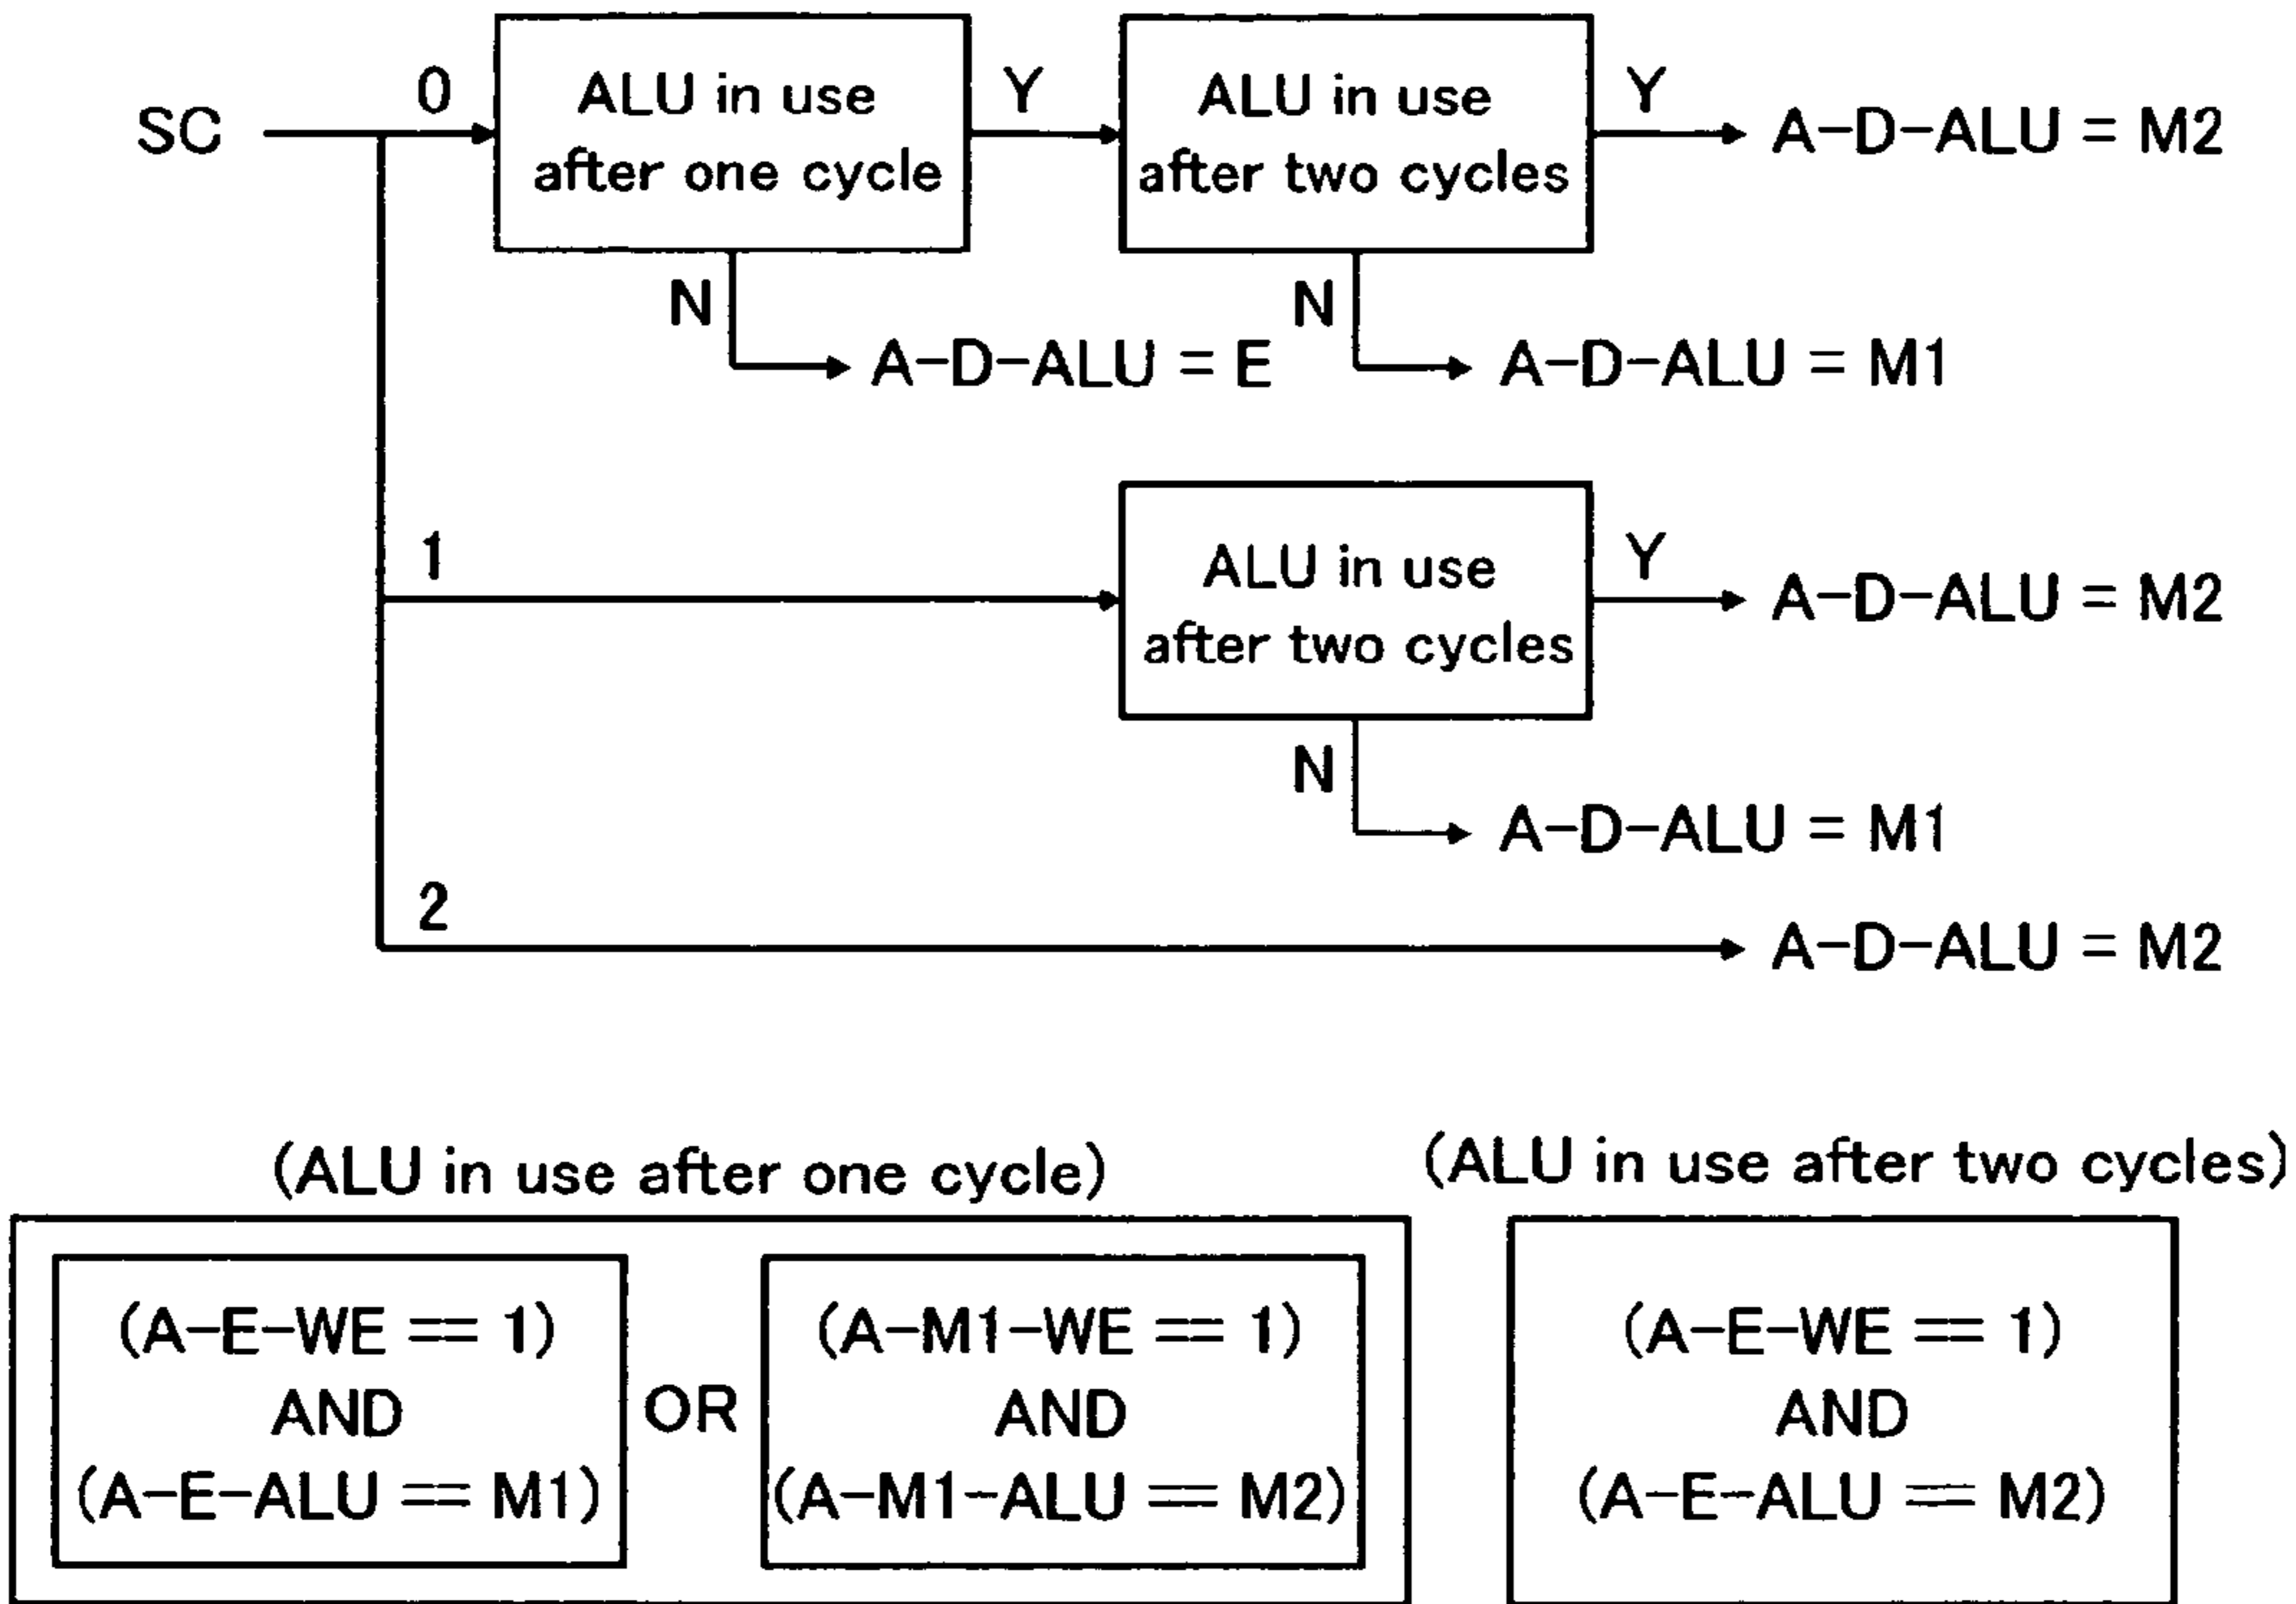 SC
0
ALU in use
after one cycle
Y
ALU in use
after two cycles
Y
A-D-ALU = M2
N
A-D-ALU = E
N
A-D-ALU = M1
1
ALU in use
after two cycles
Y
A-D-ALU = M2
N
A-D-ALU = M1
2
A-D-ALU = M2
(ALU in use after one cycle)
(A-E-WE == 1)
AND
(A-E-ALU == M1)
OR
(A-M1-WE == 1)
AND
(A-M1-ALU == M2)
(ALU in use after two cycles)
(A-E-WE == 1)
AND
(A-E-ALU == M2)